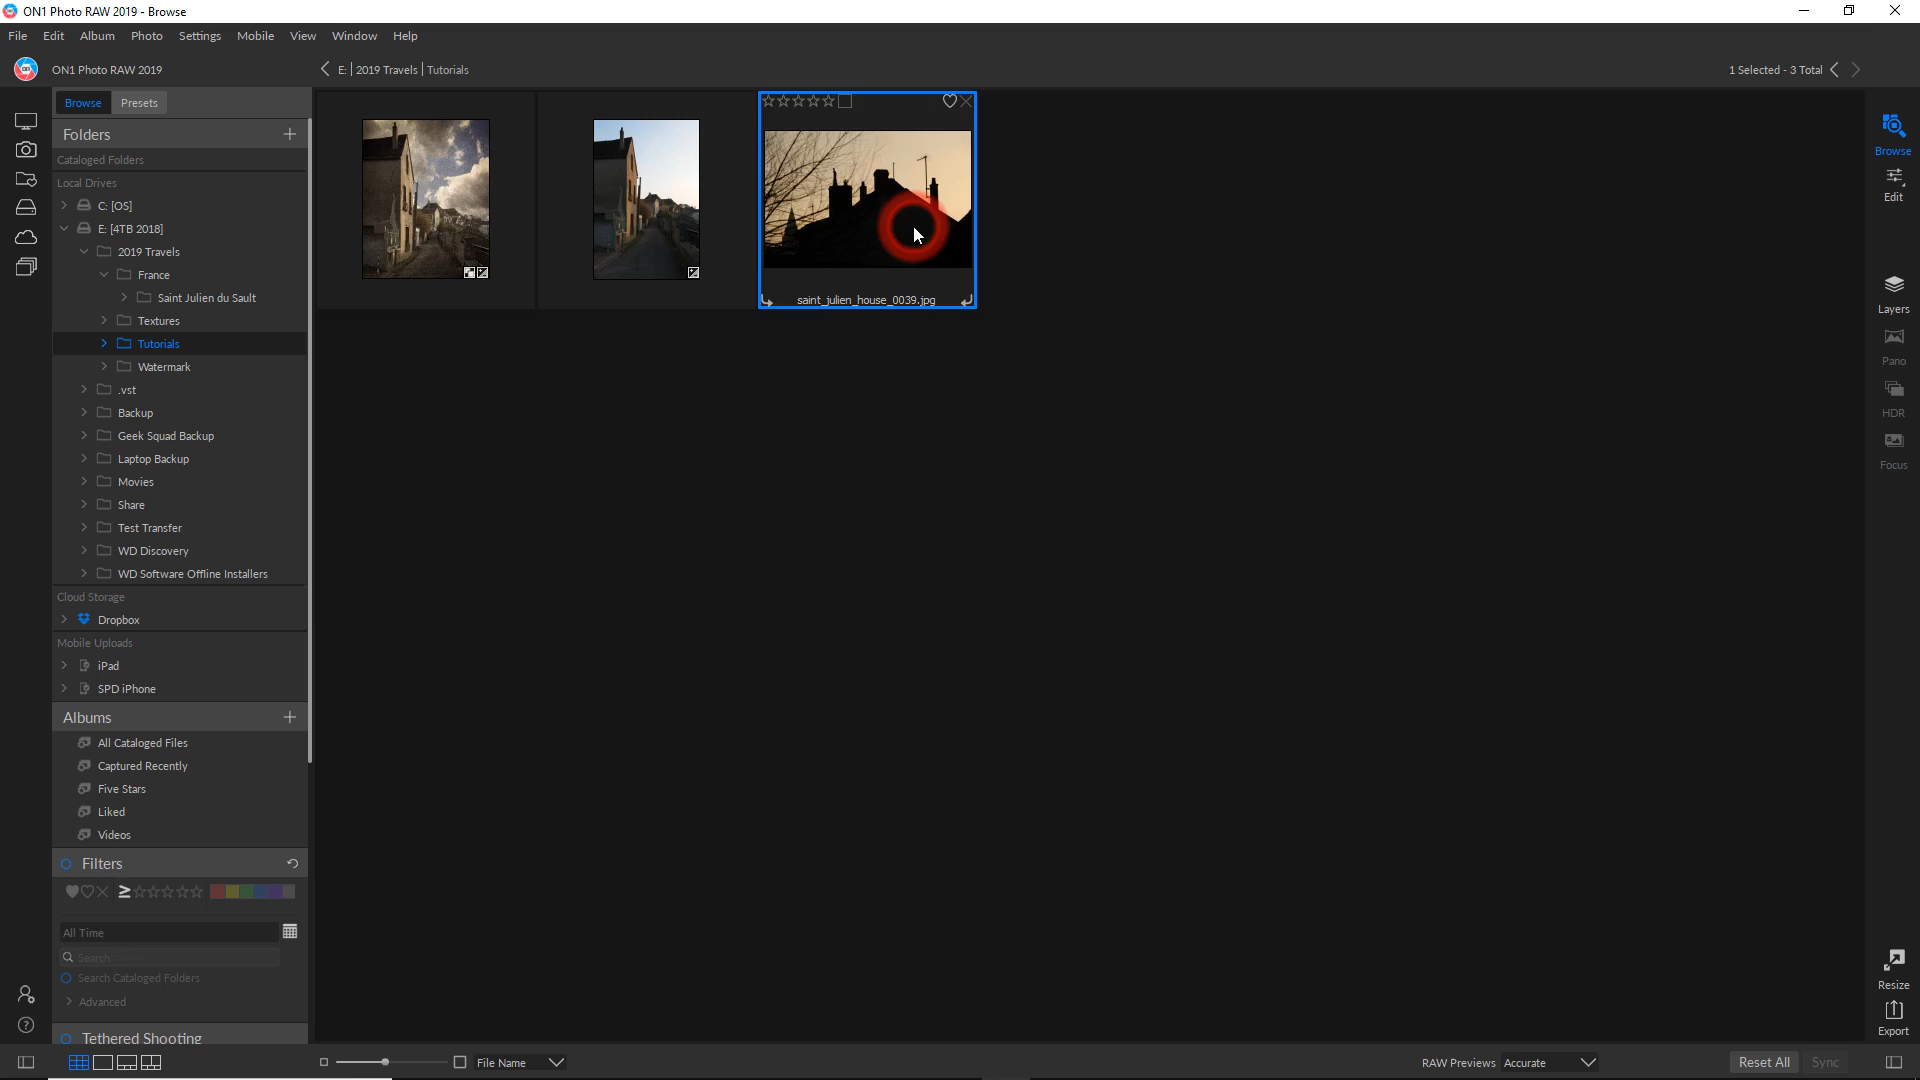 ON1 Photo RAW 2019 - Browse
File Edit Album Photo Settings Mobile View Window Help
ON1 Photo RAW 2019
E: 2019 Travels Tutorials
1 Selected - 3 Total
Browse Presets
Folders
Cataloged Folders
Local Drives
C: [OS]
E: [4TB 2018]
2019 Travels
France
Saint Julien du Sault
Textures
Tutorials
Watermark
.vst
Backup
Geek Squad Backup
Laptop Backup
Movies
Share
Test Transfer
WD Discovery
WD Software Offline Installers
Cloud Storage
Dropbox
Mobile Uploads
iPad
SPD iPhone
Albums
All Cataloged Files
Captured Recently
Five Stars
Liked
Videos
Filters
All Time
Search
Search Cataloged Folders
Advanced
Tethered Shooting
saint_julien_house_0039.jpg
Browse
Edit
Layers
Pano
HDR
Focus
Resize
Export
File Name
RAW Previews Accurate
Reset All Sync